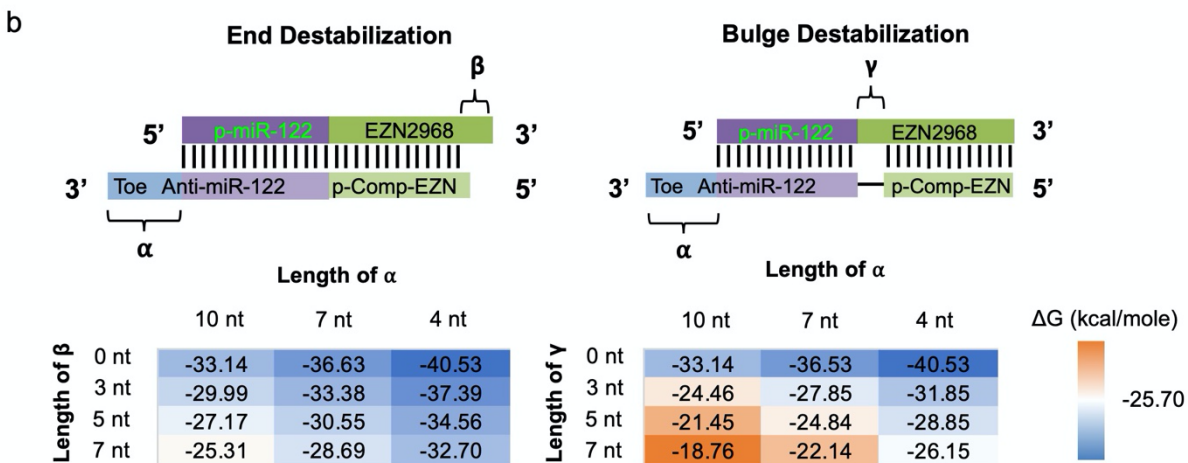 b
End Destabilization
β
5’ p-miR-122 EZN2968 3’
3’ Toe Anti-miR-122 p-Comp-EZN 5’
α
Length of α
10 nt 7 nt 4 nt
Length of β
0 nt -33.14 -36.63 -40.53
3 nt -29.99 -33.38 -37.39
5 nt -27.17 -30.55 -34.56
7 nt -25.31 -28.69 -32.70
Bulge Destabilization
γ
5’ p-miR-122 EZN2968 3’
3’ Toe Anti-miR-122 p-Comp-EZN 5’
α
Length of α
10 nt 7 nt 4 nt
Length of γ
0 nt -33.14 -36.53 -40.53
3 nt -24.46 -27.85 -31.85
5 nt -21.45 -24.84 -28.85
7 nt -18.76 -22.14 -26.15
ΔG (kcal/mole)
-25.70